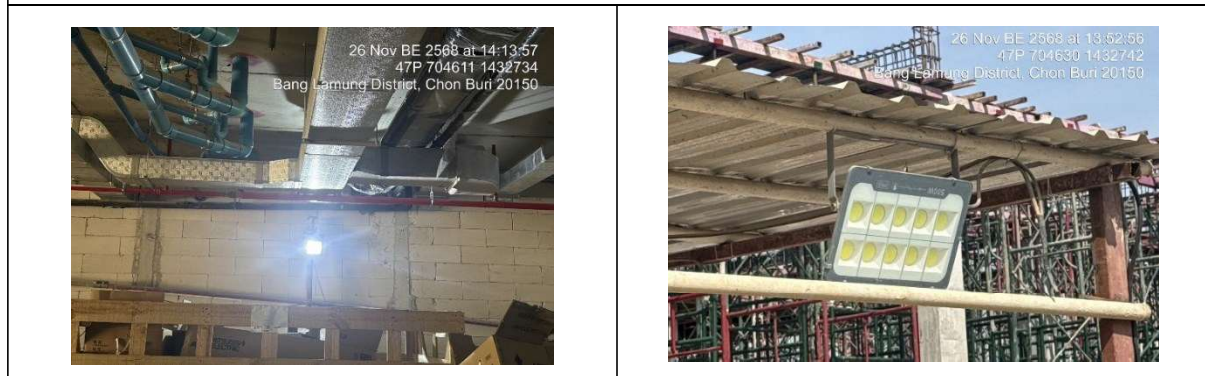 26 Nov BE 2568 at 14:13:57
47P 704611 1432734
Bang Lamung District, Chon Buri 20150
26 Nov BE 2568 at 13:52:56
47P 704630 1432742
Bang Lamung District, Chon Buri 20150
500W